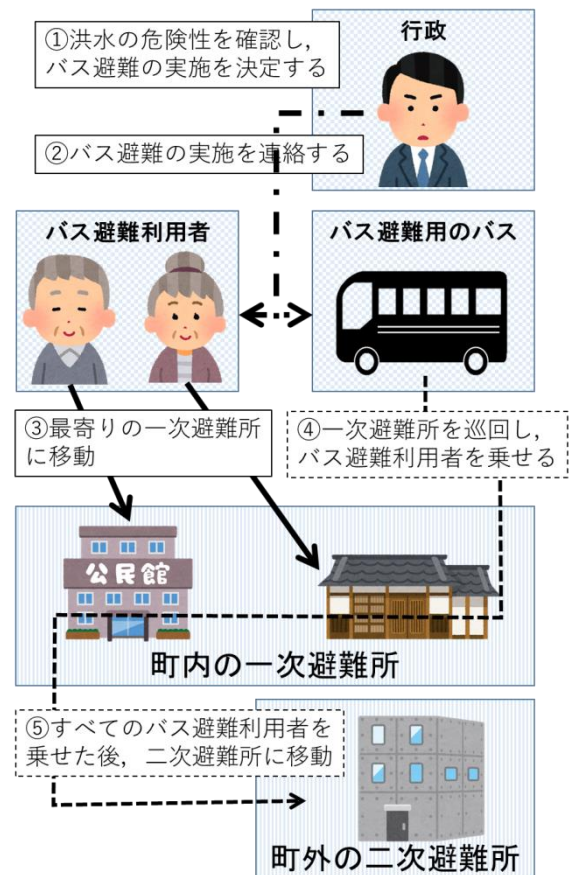 ①洪水の危険性を確認し，
バス避難の実施を決定する
行政
②バス避難の実施を連絡する
バス避難利用者
バス避難用のバス
③最寄りの一次避難所
に移動
④一次避難所を巡回し，
バス避難利用者を乗せる
公民館
町内の一次避難所
⑤すべてのバス避難利用者を
乗せた後，二次避難所に移動
町外の二次避難所